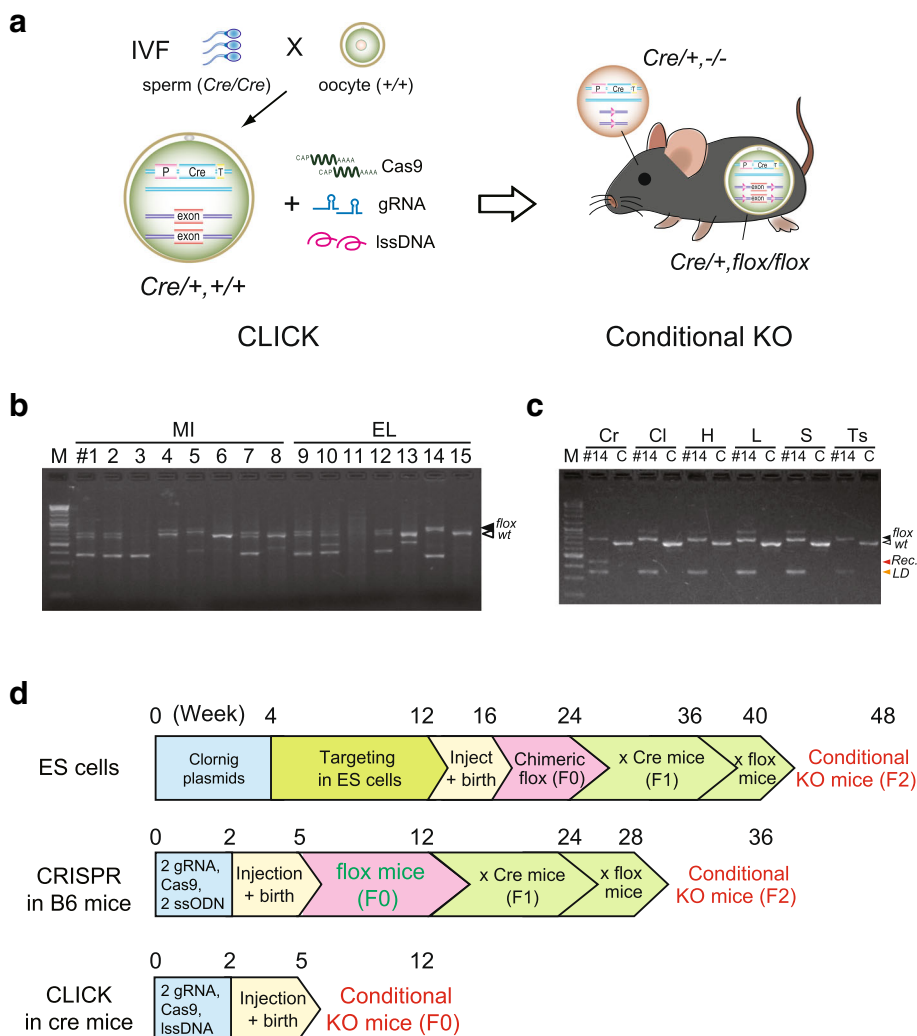 a
IVF
X
sperm (Cre/Cre)
oocyte (+/+)
P Cre T
exon
exon
Cre/+,+/+
+
CAP AAAA
CAP AAAA
Cas9
gRNA
lssDNA
Cre/+,-/-
P Cre T
P Cre T
exon
exon
Cre/+,flox/flox
CLICK
Conditional KO
b
MI EL
M #1 2 3 4 5 6 7 8 9 10 11 12 13 14 15
flox
wt
c
Cr Cl H L S Ts
M #14 C #14 C #14 C #14 C #14 C #14 C
flox
wt
Rec.
LD
d
0 (Week) 4 12 16 24 36 40 48
ES cells
Clornig
plasmids
Targeting
in ES cells
Inject
+ birth
Chimeric
flox (F0)
x Cre mice
(F1)
x flox
mice
Conditional
KO mice (F2)
0 2 5 12 24 28 36
CRISPR
in B6 mice
2 gRNA,
Cas9,
2 ssODN
Injection
+ birth
flox mice
(F0)
x Cre mice
(F1)
x flox
mice
Conditional
KO mice (F2)
0 2 5 12
CLICK
in cre mice
2 gRNA,
Cas9,
lssDNA
Injection
+ birth
Conditional
KO mice (F0)